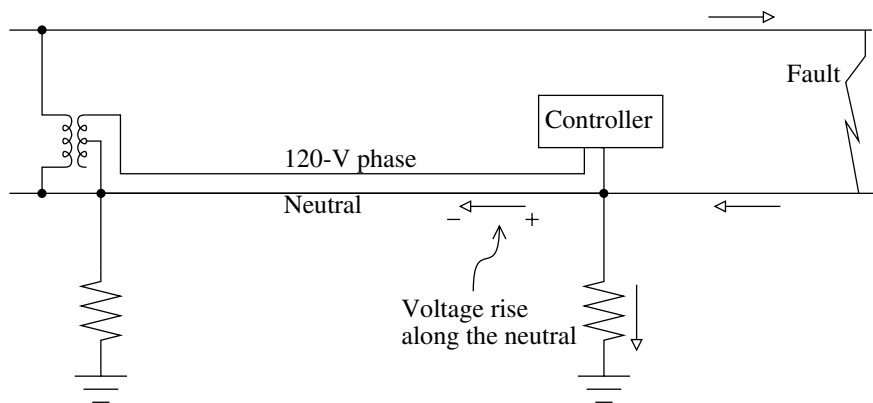 Fault
Controller
120-V phase
Neutral
− +
Voltage rise
along the neutral